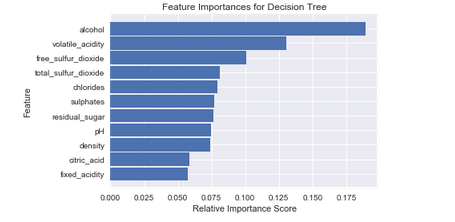 Feature Importances for Decision Tree
alcohol
volatile_acidity
free_sulfur_dioxide
total_sulfur_dioxide
chlorides
sulphates
residual_sugar
pH
density
citric_acid
fixed_acidity
Feature
0.000 0.025 0.050 0.075 0.100 0.125 0.150 0.175
Relative Importance Score